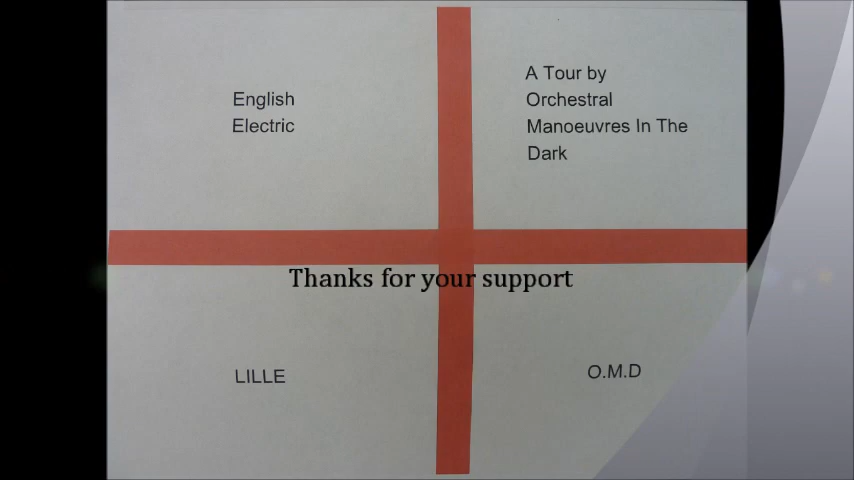 English
Electric
A Tour by
Orchestral
Manoeuvres In The
Dark
Thanks for your support
LILLE
O.M.D